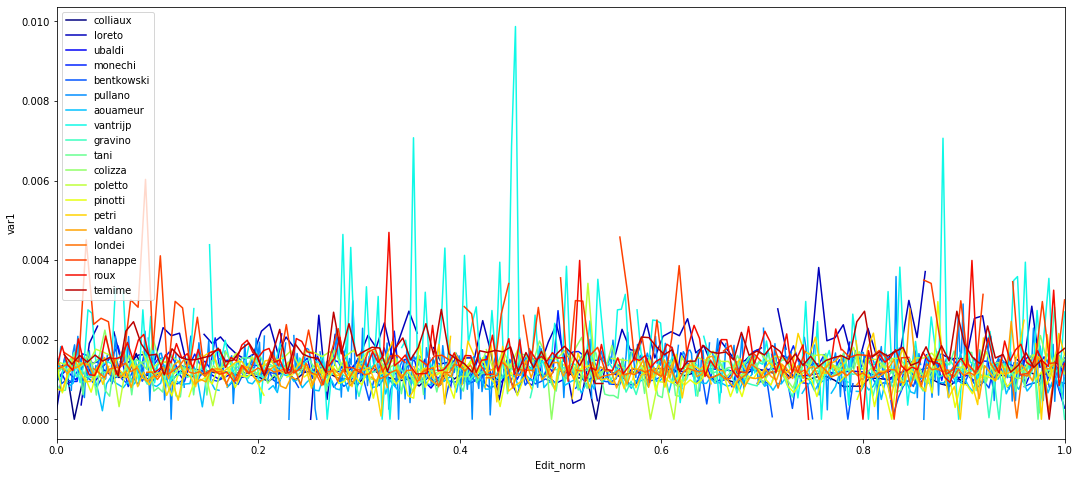 0.010
0.008
0.006
0.004
0.002
0.000
var1
colliaux
loreto
ubaldi
monechi
bentkowski
pullano
aouameur
vantrijp
gravino
tani
colizza
poletto
pinotti
petri
valdano
londei
hanappe
roux
temime
0.0 0.2 0.4 0.6 0.8 1.0
Edit_norm